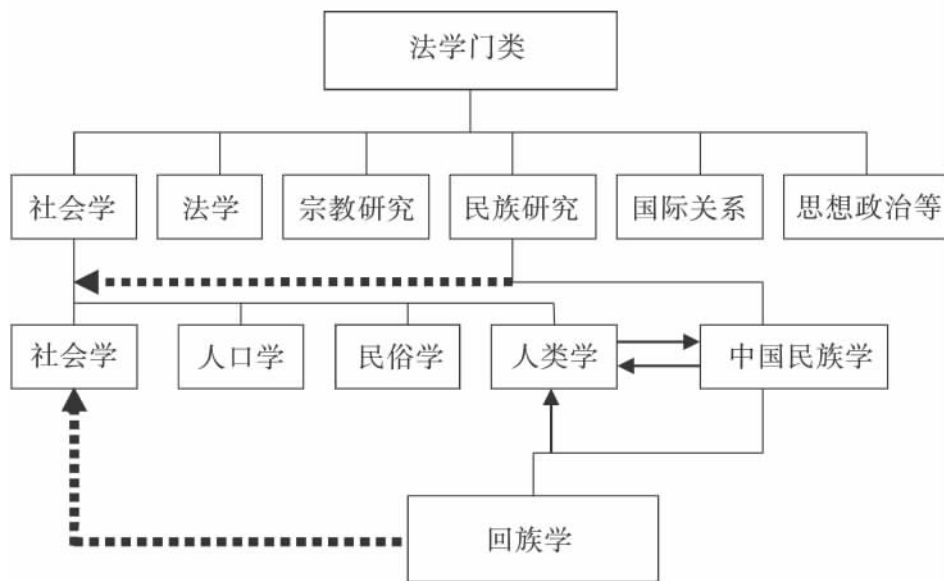 法学门类
社会学
法学
宗教研究
民族研究
国际关系
思想政治等
社会学
人口学
民俗学
人类学
中国民族学
回族学